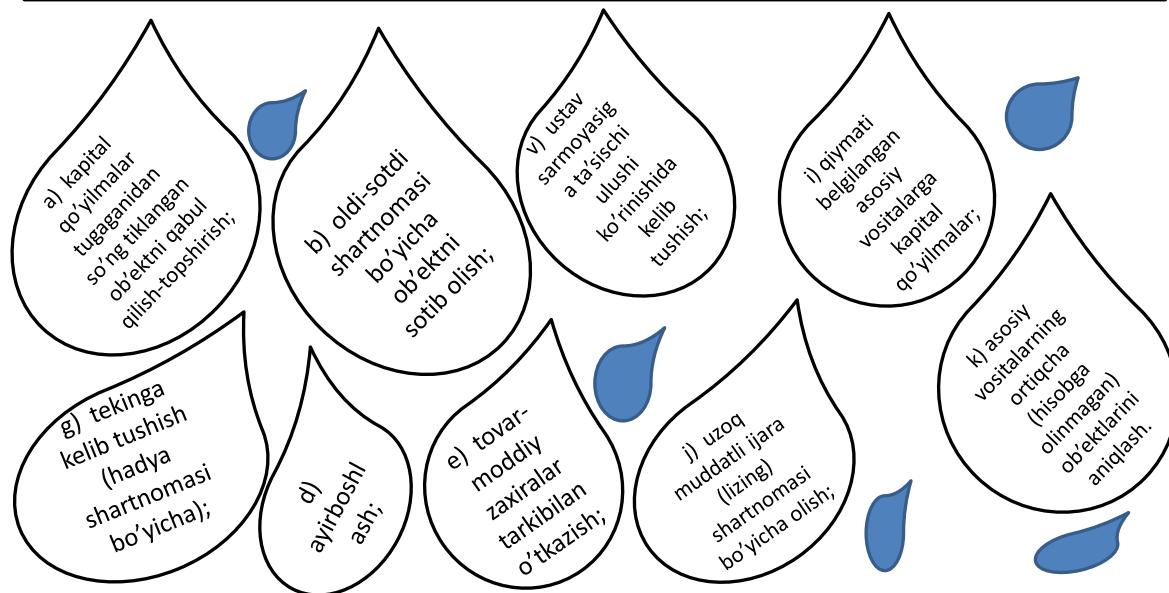 a) kapital
qo’yilmalar
tugaganidan
so’ng tiklangan
ob’ektni qabul
qilish-topshirish;
b) oldi-sotdi
shartnomasi
bo’yicha
ob’ektni
sotib olish;
v) ustav
sarmoyasig
a ta’sischi
ulushi
ko’rinishida
kelib
tushish;
i) qiymati
belgilangan
asosiy
vositalarga
kapital
qo’yilmalar;
g) tekinga
kelib tushish
(hadya
shartnomasi
bo’yicha);
d)
ayirboshl
ash;
e) tovar-
moddiy
zaxiralar
tarkibilan
o’tkazish;
j) uzoq
muddatli ijara
(lizing)
shartnomasi
bo’yicha olish;
k) asosiy
vositalarning
ortiqcha
(hisobga
olinmagan)
ob’ektlarini
aniqlash.